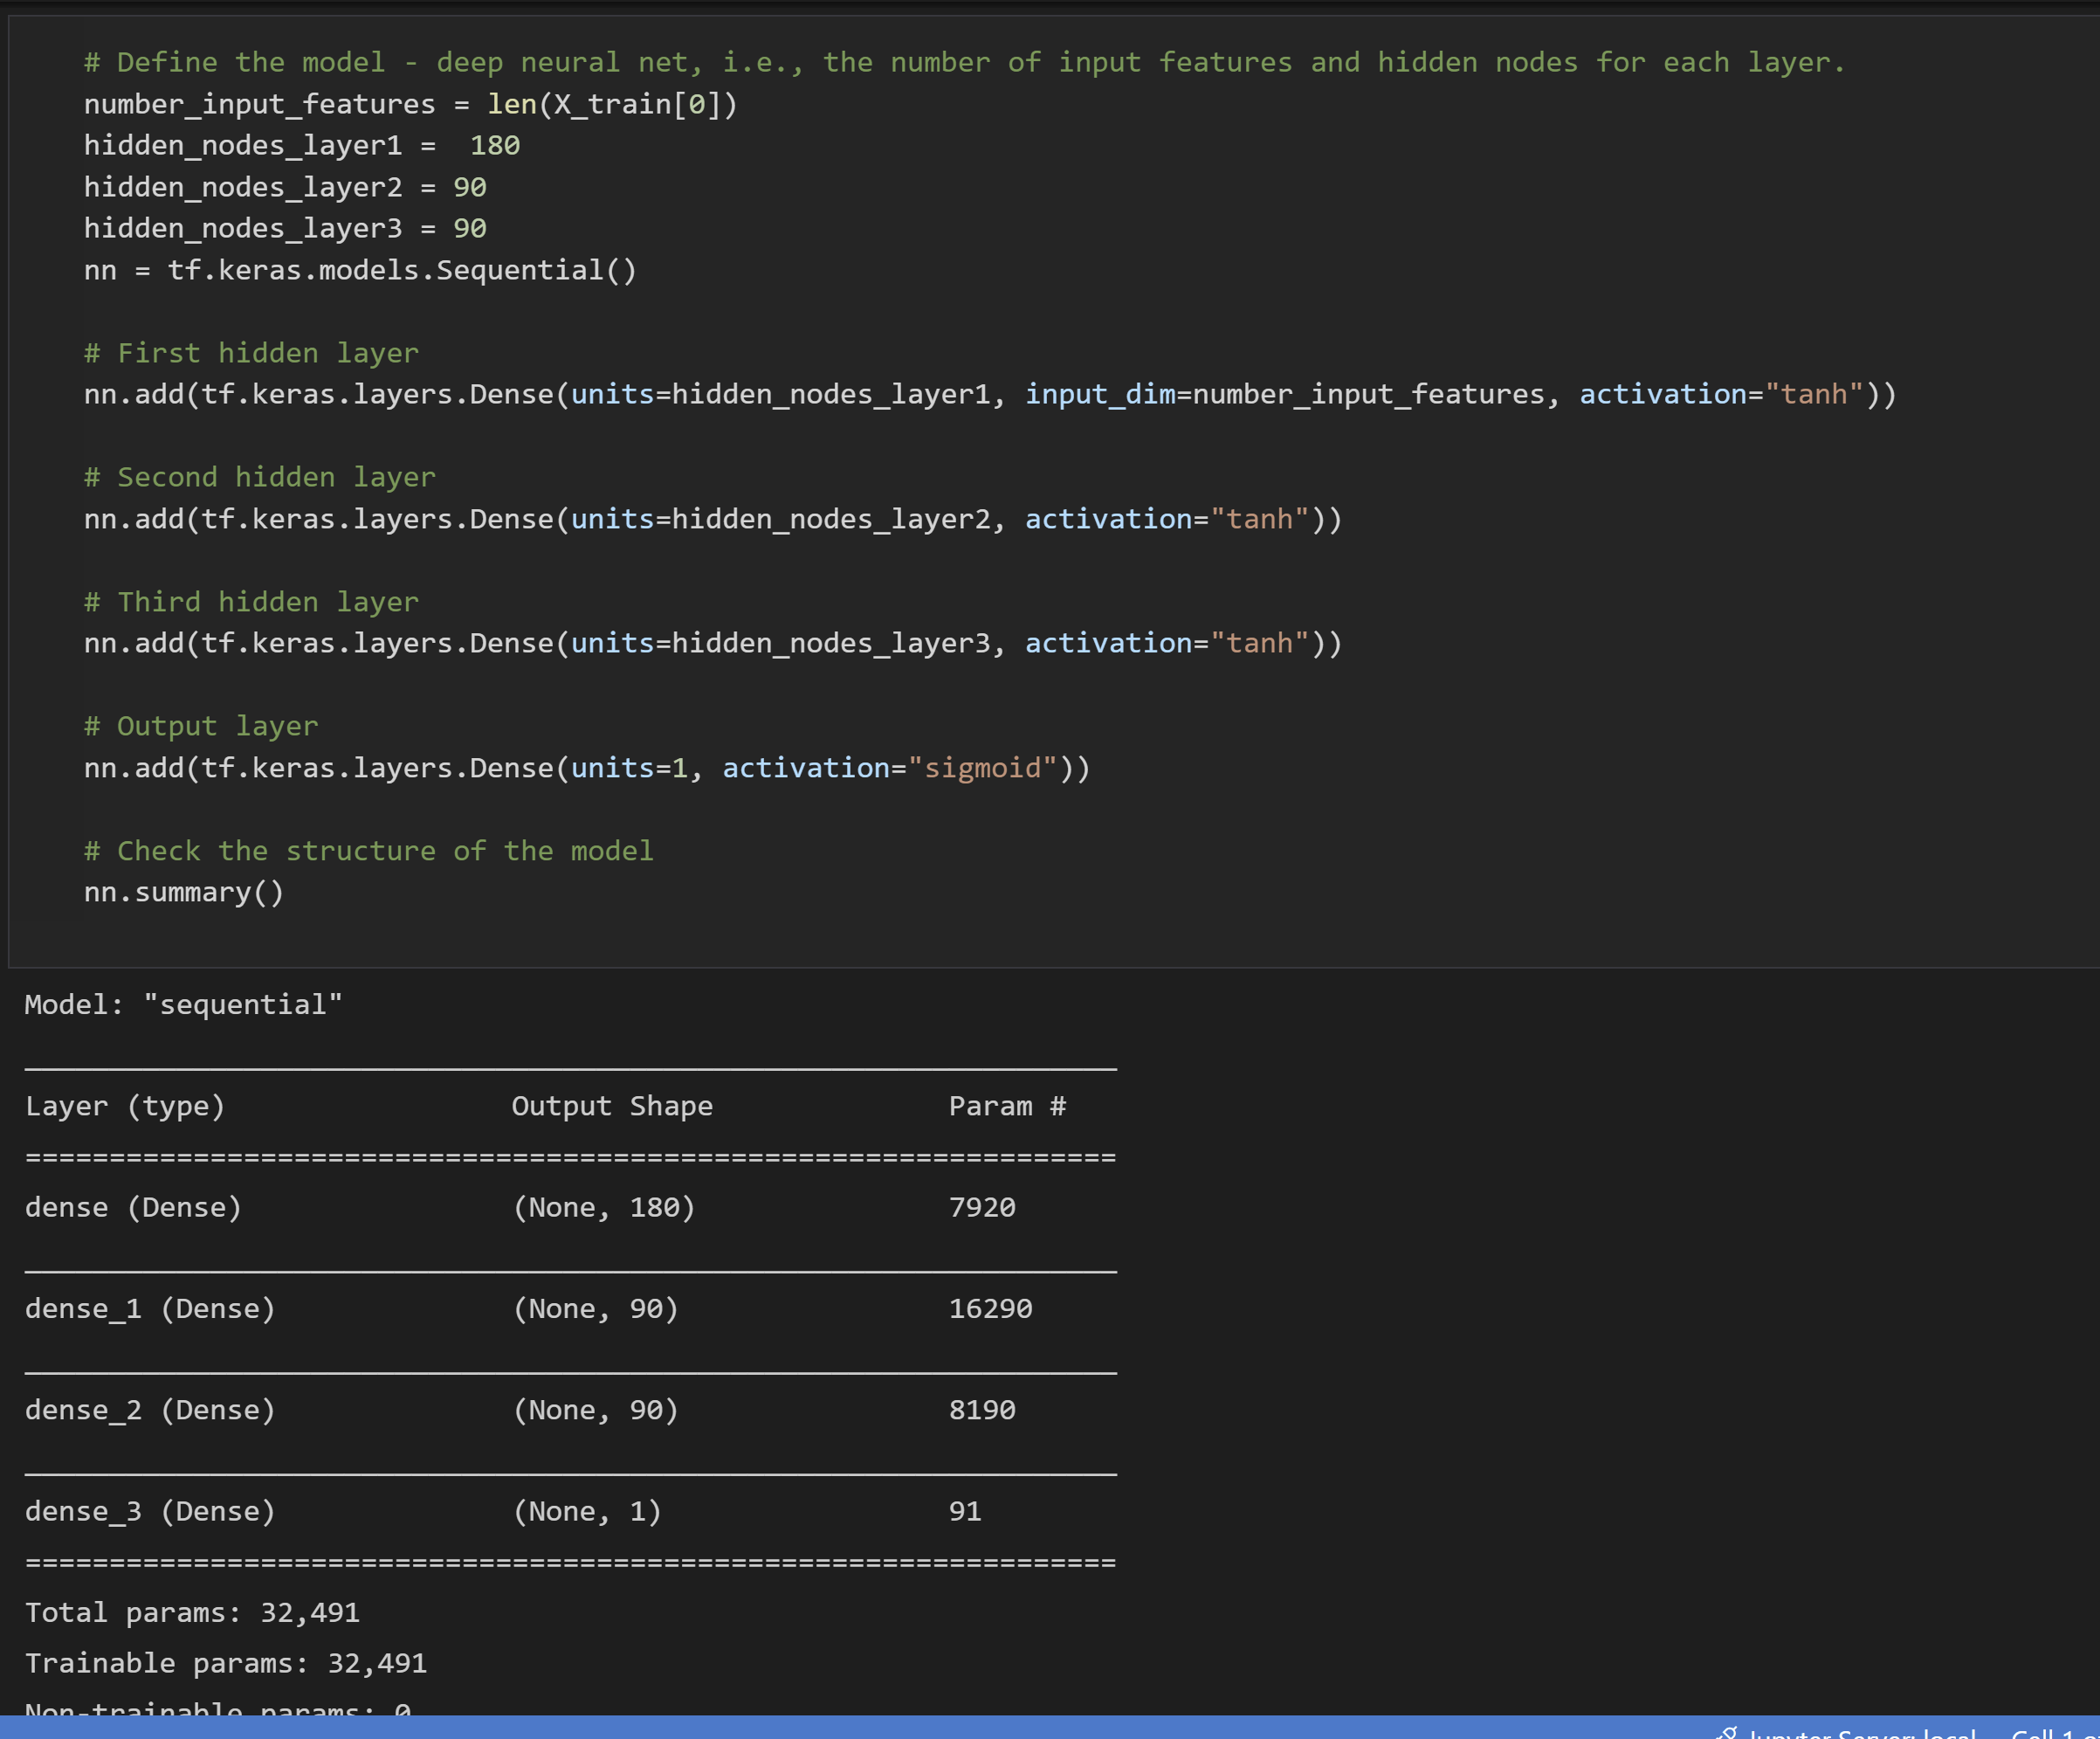 # Define the model - deep neural net, i.e., the number of input features and hidden nodes for each layer.
number_input_features = len(X_train[0])
hidden_nodes_layer1 =  180
hidden_nodes_layer2 = 90
hidden_nodes_layer3 = 90
nn = tf.keras.models.Sequential()
# First hidden layer
nn.add(tf.keras.layers.Dense(units=hidden_nodes_layer1, input_dim=number_input_features, activation="tanh"))
# Second hidden layer
nn.add(tf.keras.layers.Dense(units=hidden_nodes_layer2, activation="tanh"))
# Third hidden layer
nn.add(tf.keras.layers.Dense(units=hidden_nodes_layer3, activation="tanh"))
# Output layer
nn.add(tf.keras.layers.Dense(units=1, activation="sigmoid"))
# Check the structure of the model
nn.summary()
Model: "sequential"
_________________________________________________________________
Layer (type)                 Output Shape              Param #
=================================================================
dense (Dense)                (None, 180)               7920
_________________________________________________________________
dense_1 (Dense)              (None, 90)                16290
_________________________________________________________________
dense_2 (Dense)              (None, 90)                8190
_________________________________________________________________
dense_3 (Dense)              (None, 1)                 91
=================================================================
Total params: 32,491
Trainable params: 32,491
Non-trainable params: 0
Jupyter Server: local Cell 1